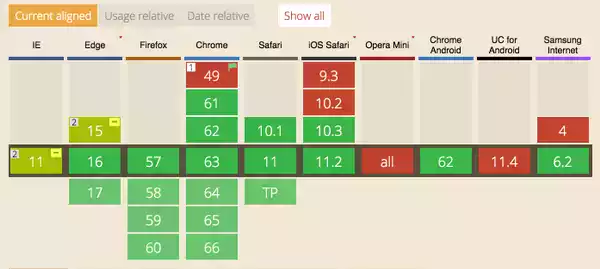 Current aligned Usage relative Date relative Show all
IE Edge Firefox Chrome Safari iOS Safari Opera Mini Chrome Android UC for Android Samsung Internet
1 49 9.3
61 10.2
2 15 62 10.1 10.3 4
2 11 16 57 63 11 11.2 all 62 11.4 6.2
17 58 64 TP
59 65
60 66